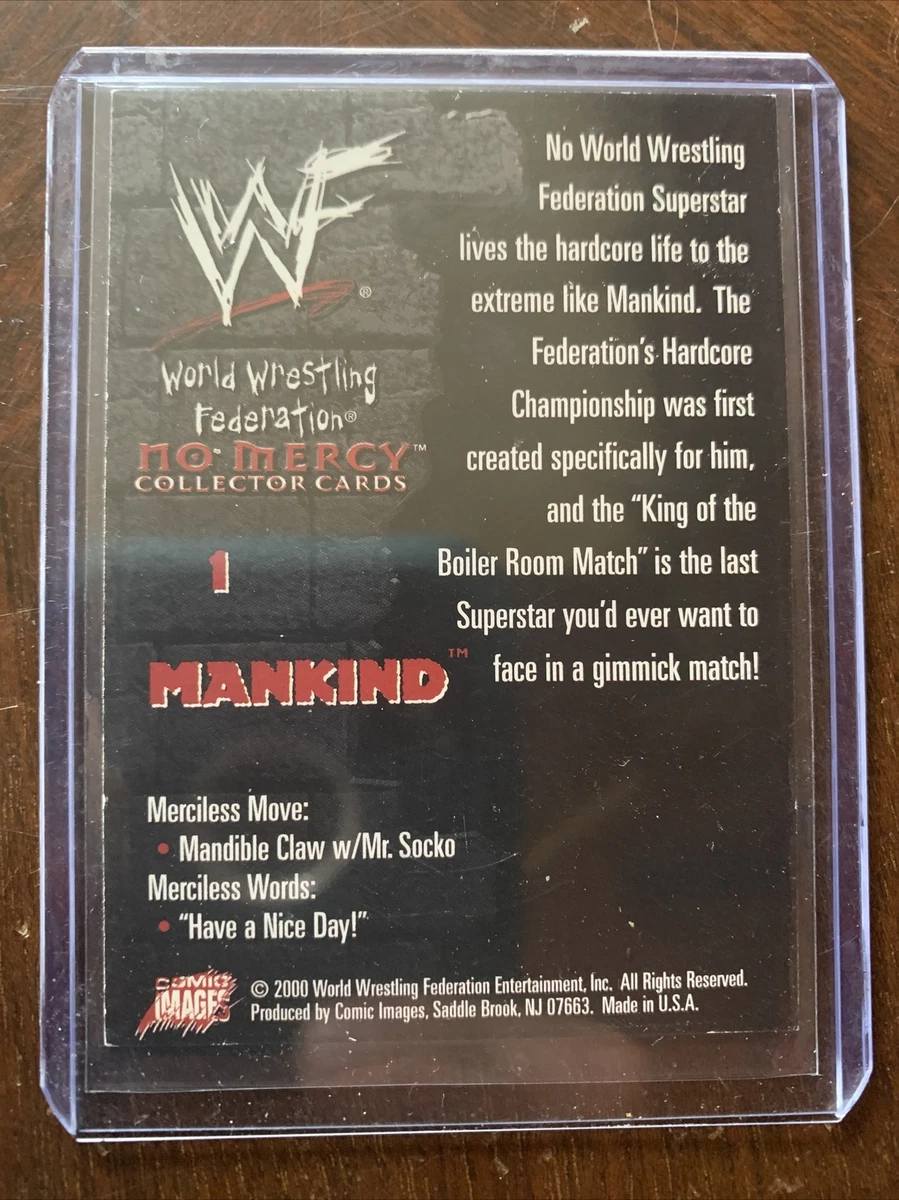 WF
®
World Wrestling
Federation®
NO MERCY™
COLLECTOR CARDS
1
MANKIND™
No World Wrestling
Federation Superstar
lives the hardcore life to the
extreme like Mankind. The
Federation's Hardcore
Championship was first
created specifically for him,
and the “King of the
Boiler Room Match” is the last
Superstar you'd ever want to
face in a gimmick match!
Merciless Move:
• Mandible Claw w/Mr. Socko
Merciless Words:
• “Have a Nice Day!”
COMIC
IMAGES
© 2000 World Wrestling Federation Entertainment, Inc. All Rights Reserved.
Produced by Comic Images, Saddle Brook, NJ 07663. Made in U.S.A.